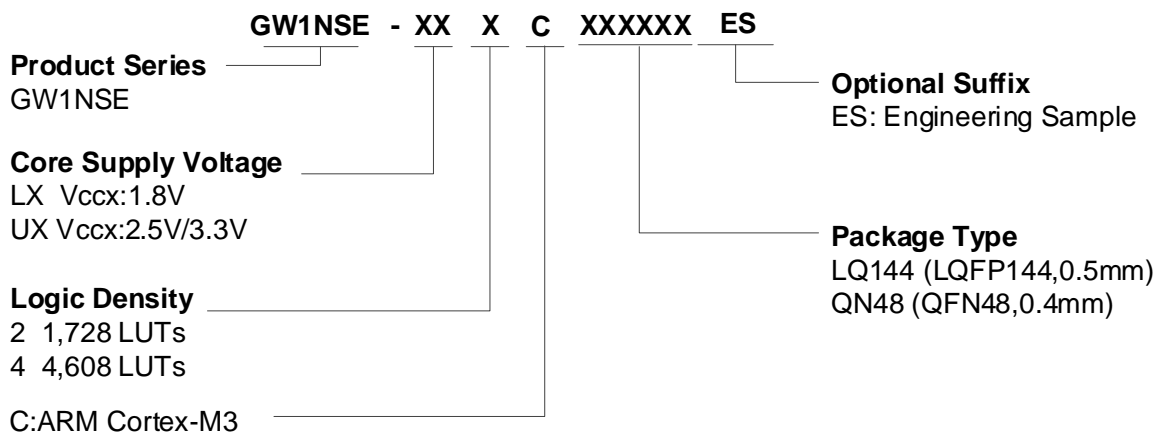 GW1NSE - XX X C XXXXXX ES
Product Series
GW1NSE
Core Supply Voltage
LX Vccx:1.8V
UX Vccx:2.5V/3.3V
Logic Density
2 1,728 LUTs
4 4,608 LUTs
C:ARM Cortex-M3
Optional Suffix
ES: Engineering Sample
Package Type
LQ144 (LQFP144,0.5mm)
QN48 (QFN48,0.4mm)